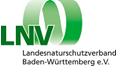 LNV
Landesnaturschutzverband
Baden-Württemberg e.V.